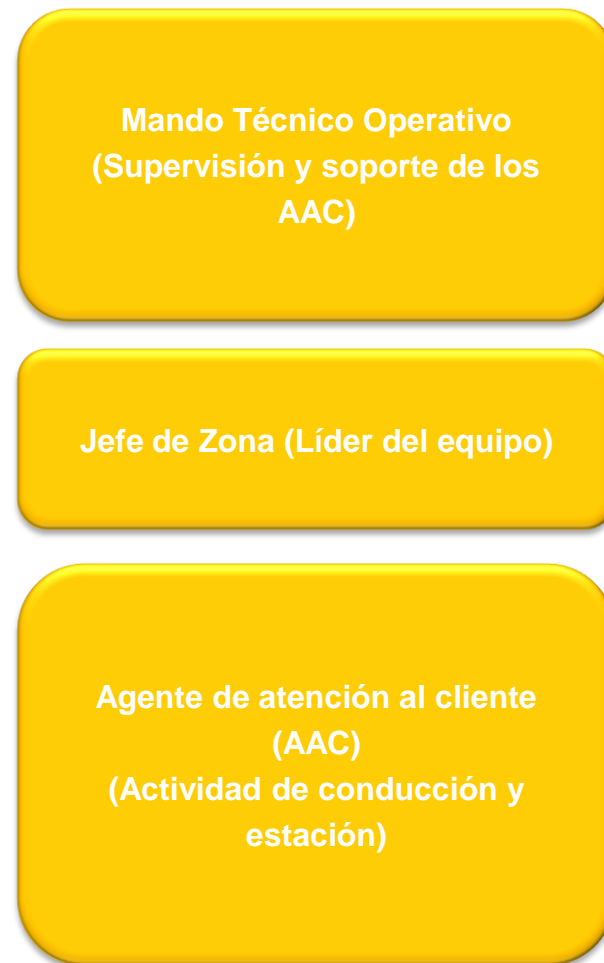 Mando Técnico Operativo
(Supervisión y soporte de los
AAC)
Jefe de Zona (Líder del equipo)
Agente de atención al cliente
(AAC)
(Actividad de conducción y
estación)